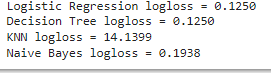 Logistic Regression logloss = 0.1250
Decision Tree logloss = 0.1250
KNN logloss = 14.1399
Naive Bayes logloss = 0.1938